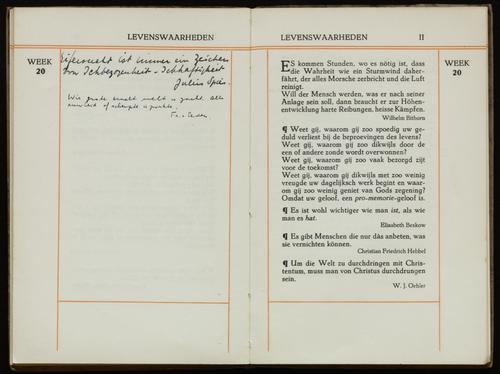 LEVENSWAARHEDEN
WEEK
20
Eifersucht ist immer ein Zeichen
von Ichbezogenheit - Ichhaftigkeit
Julius Spier.
LEVENSWAARHEDEN II
WEEK
20
ES kommen Stunden, wo es nötig ist, dass
die Wahrheit wie ein Sturmwind daher-
fährt, der alles Morsche zerbricht und die Luft
reinigt.
Will der Mensch werden, was er nach seiner
Anlage sein soll, dann braucht er zur Höhen-
entwicklung harte Reibungen, heisse Kämpfen.
Wilhelm Bithorn
¶ Weet gij, waarom gij zoo spoedig uw ge-
duld verliest bij de beproevingen des levens?
Weet gij, waarom gij zoo dikwijls door de
een of andere zonde wordt overwonnen?
Weet gij, waarom gij zoo vaak bezorgd zijt
voor de toekomst?
Weet gij, waarom gij dikwijls met zoo weinig
vreugde uw dagelijksch werk begint en waar-
om gij zoo weinig geniet van Gods zegening?
Omdat uw geloof, een pro-memorie-geloof is.
¶ Es ist wohl wichtiger wie man ist, als wie
man es hat.
Elisabeth Beskow
¶ Es gibt Menschen die nur dàs anbeten, was
sie vernichten können.
Christian Friedrich Hebbel
¶ Um die Welt zu durchdringen mit Chris-
tentum, muss man von Christus durchdrungen
sein.
W. J. Oehler